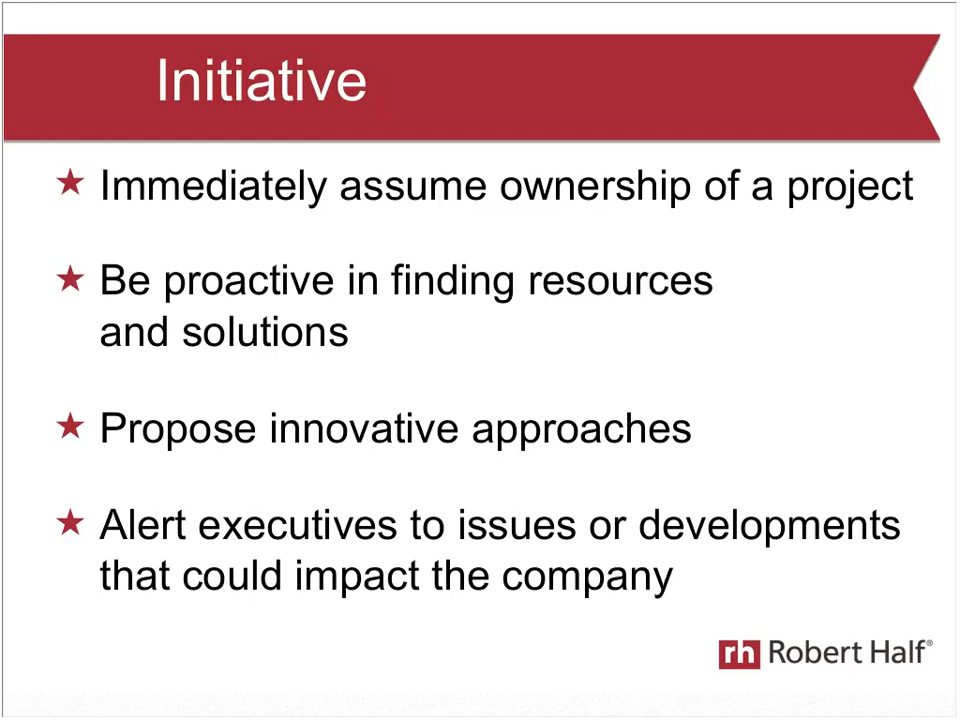 Initiative
Immediately assume ownership of a project
Be proactive in finding resources
and solutions
Propose innovative approaches
Alert executives to issues or developments
that could impact the company
rh Robert Half®